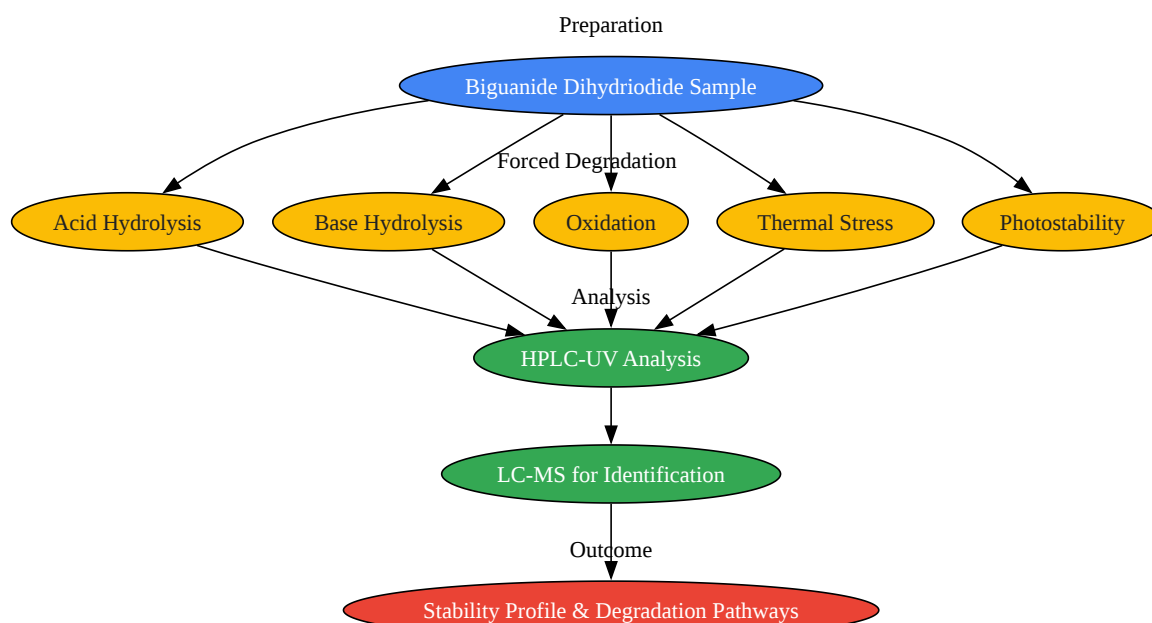 Preparation
Biguanide Dihydriodide Sample
Forced Degradation
Acid Hydrolysis
Base Hydrolysis
Oxidation
Thermal Stress
Photostability
Analysis
HPLC-UV Analysis
LC-MS for Identification
Outcome
Stability Profile & Degradation Pathways